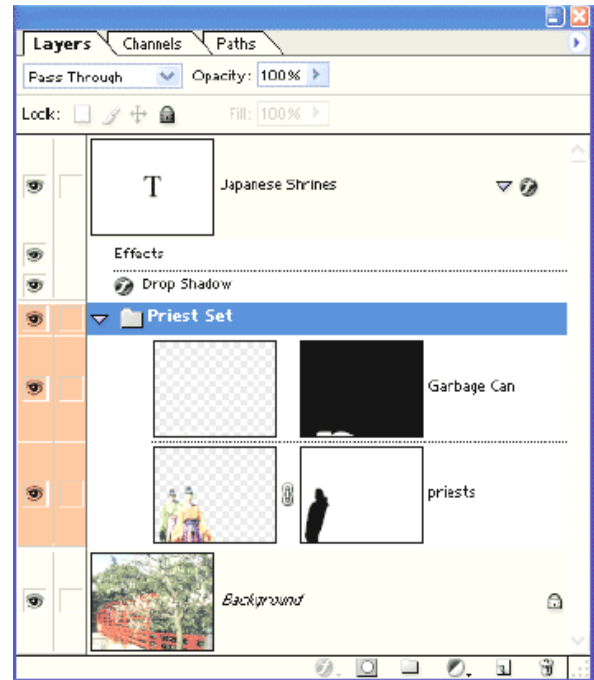 Layers Channels Paths
Pass Through Opacity: 100%
Lock: Fill: 100%
T Japanese Shrines
Effects
Drop Shadow
Priest Set
Garbage Can
priests
Background